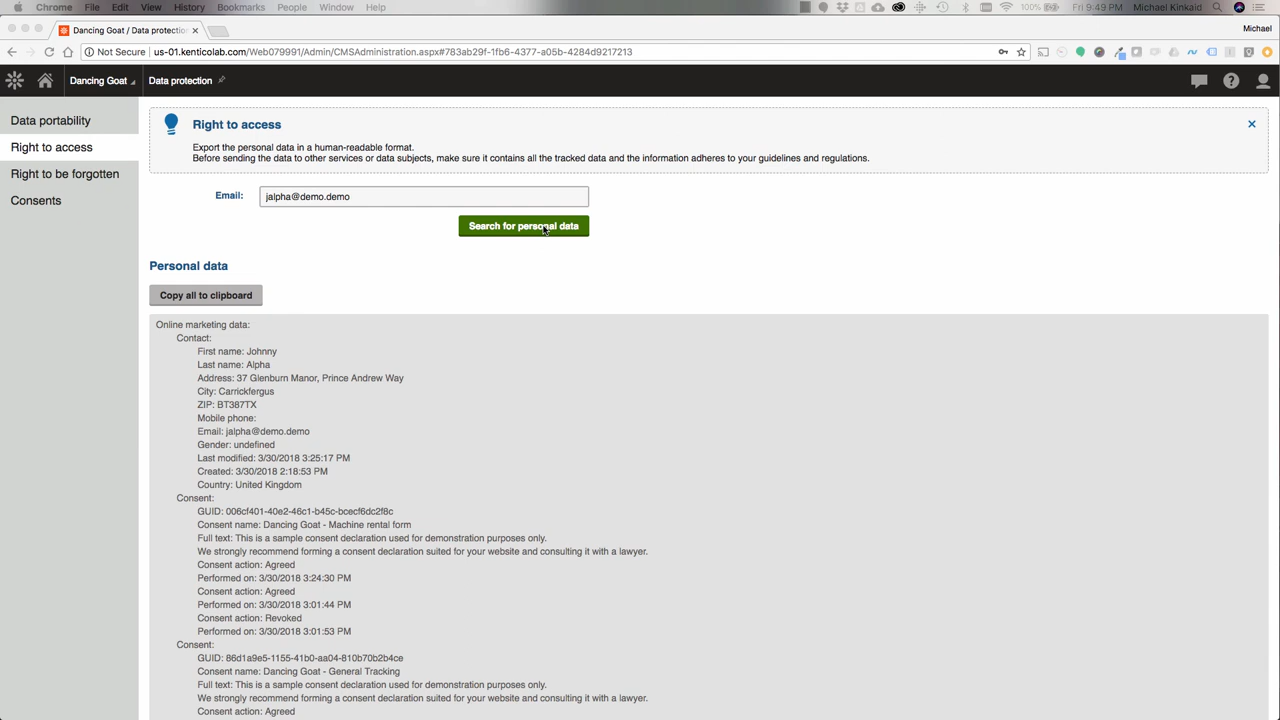 Chrome File Edit View History Bookmarks People Window Help 100% Fri 9:49 PM Michael Kinkaid
Dancing Goat / Data protection
Michael
Not Secure us-01.kenticolab.com/Web079991/Admin/CMSAdministration.aspx#783ab29f-1fb6-4377-a05b-4284d9217213
Dancing Goat Data protection
Data portability
Right to access
Right to be forgotten
Consents
Right to access
Export the personal data in a human-readable format.
Before sending the data to other services or data subjects, make sure it contains all the tracked data and the information adheres to your guidelines and regulations.
Email: jalpha@demo.demo
Search for personal data
Personal data
Copy all to clipboard
Online marketing data:
Contact:
First name: Johnny
Last name: Alpha
Address: 37 Glenburn Manor, Prince Andrew Way
City: Carrickfergus
ZIP: BT387TX
Mobile phone:
Email: jalpha@demo.demo
Gender: undefined
Last modified: 3/30/2018 3:25:17 PM
Created: 3/30/2018 2:18:53 PM
Country: United Kingdom
Consent:
GUID: 006cf401-40e2-46c1-b45c-bcecf6dc2f8c
Consent name: Dancing Goat - Machine rental form
Full text: This is a sample consent declaration used for demonstration purposes only.
We strongly recommend forming a consent declaration suited for your website and consulting it with a lawyer.
Consent action: Agreed
Performed on: 3/30/2018 3:24:30 PM
Consent action: Agreed
Performed on: 3/30/2018 3:01:44 PM
Consent action: Revoked
Performed on: 3/30/2018 3:01:53 PM
Consent:
GUID: 86d1a9e5-1155-41b0-aa04-810b70b2b4ce
Consent name: Dancing Goat - General Tracking
Full text: This is a sample consent declaration used for demonstration purposes only.
We strongly recommend forming a consent declaration suited for your website and consulting it with a lawyer.
Consent action: Agreed